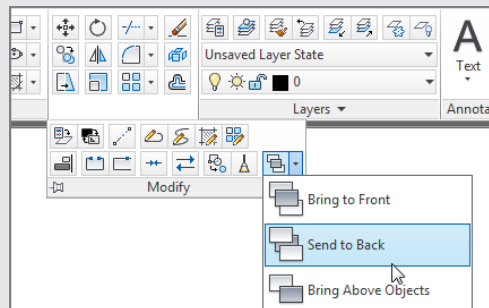 Unsaved Layer State
0
Text
Layers
Annota
Modify
Bring to Front
Send to Back
Bring Above Objects